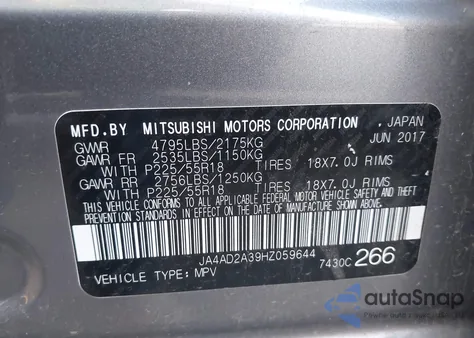 MFD.BY MITSUBISHI MOTORS CORPORATION JAPAN
GVWR 4795LBS/2175KG JUN 2017
GAWR FR 2535LBS/1150KG
WITH P225/55R18 TIRES 18X7.0J RIMS
GAWR RR 2756LBS/1250KG
WITH P225/55R18 TIRES 18X7.0J RIMS
THIS VEHICLE CONFORMS TO ALL APPLICABLE
FEDERAL MOTOR VEHICLE SAFETY AND THEFT
PREVENTION STANDARDS IN EFFECT ON THE DATE
OF MANUFACTURE SHOWN ABOVE.
JA4AD2A39HZ059644 7430C 266
VEHICLE TYPE: MPV
autoSnap
Powered by AutoBidMaster